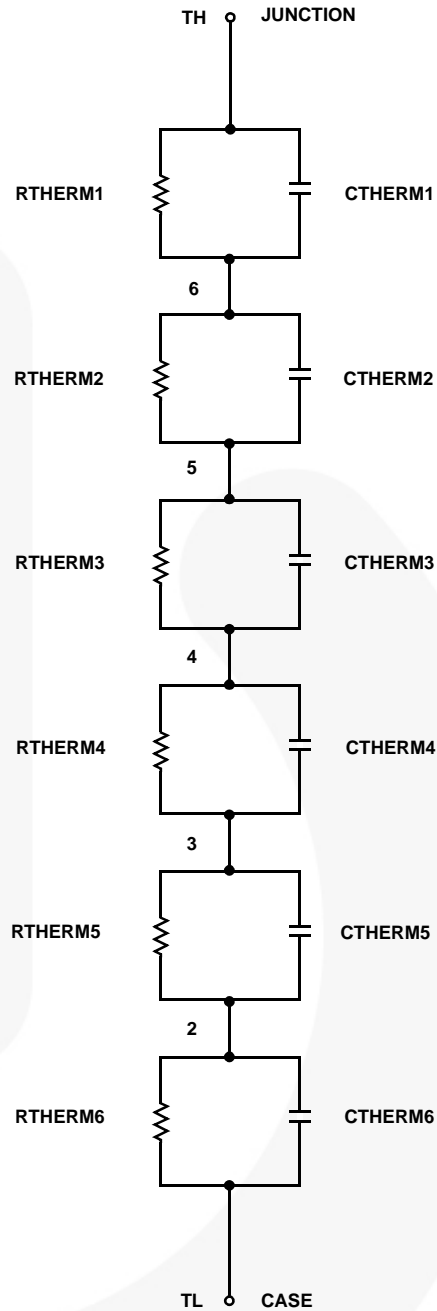 TH JUNCTION
RTHERM1 CTHERM1
6
RTHERM2 CTHERM2
5
RTHERM3 CTHERM3
4
RTHERM4 CTHERM4
3
RTHERM5 CTHERM5
2
RTHERM6 CTHERM6
TL CASE